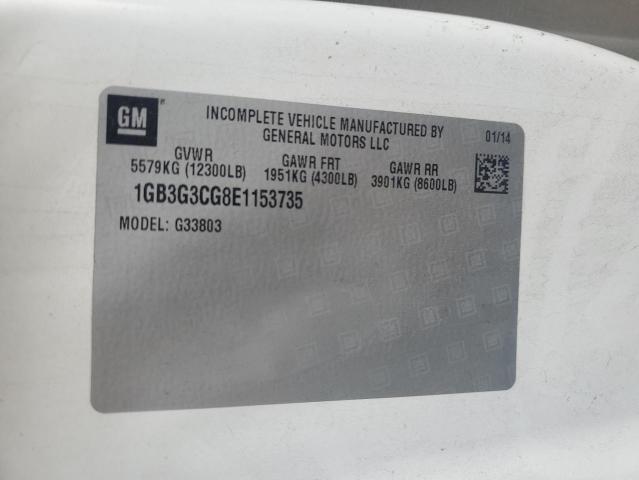 GM
INCOMPLETE VEHICLE MANUFACTURED BY
GENERAL MOTORS LLC
01/14
GVWR GAWR FRT GAWR RR
5579KG (12300LB) 1951KG (4300LB) 3901KG (8600LB)
1GB3G3CG8E1153735
MODEL: G33803